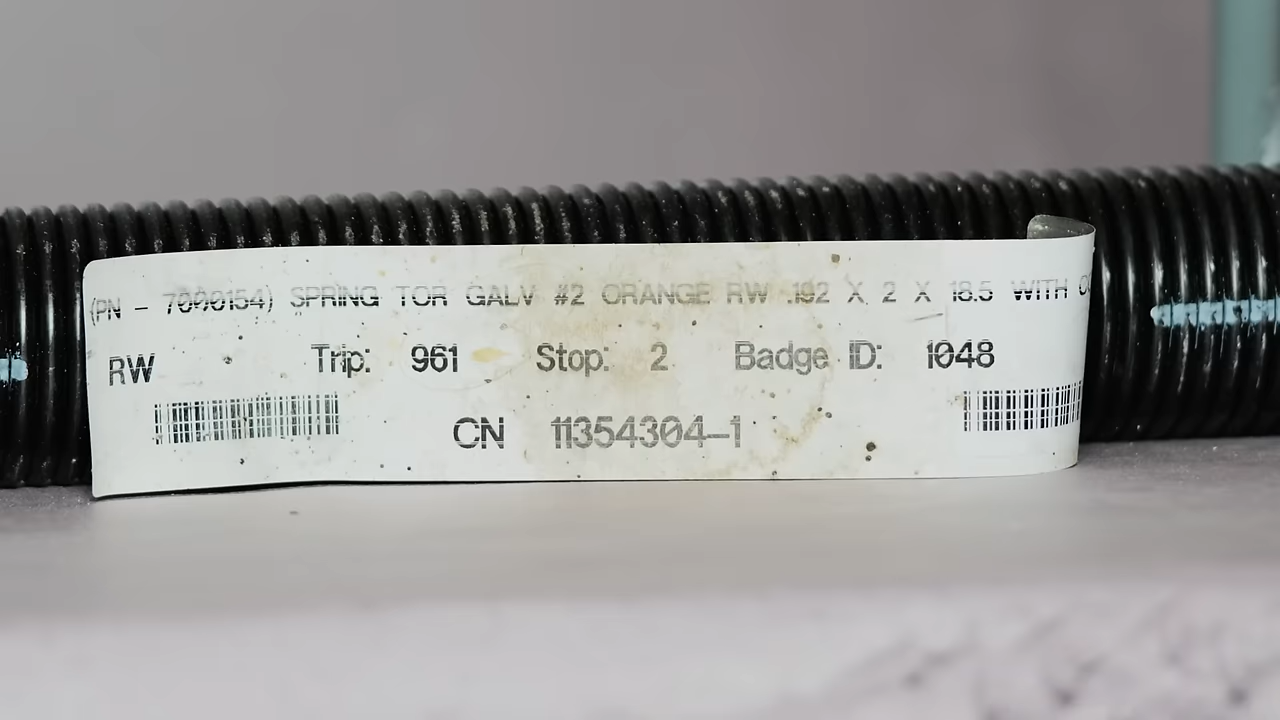 (PN - 7000154) SPRING TOR GALV #2 ORANGE RW .192 X 2 X 18.5 WITH
RW Trip: 961 Stop: 2 Badge ID: 1048
CN 11354304-1